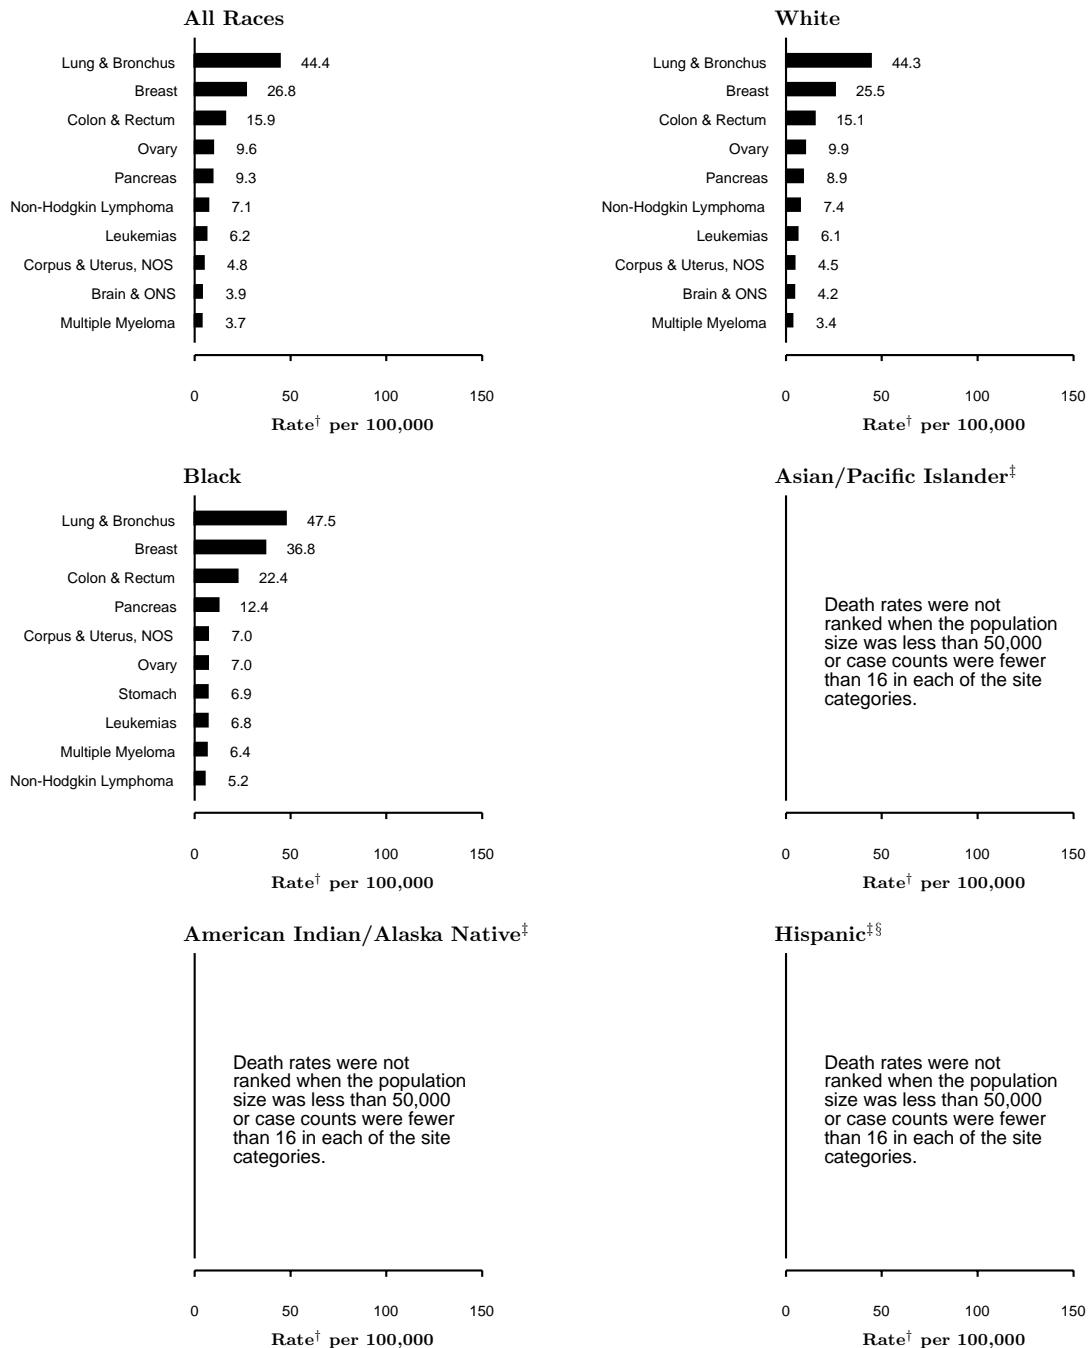 All Races
Lung & Bronchus 44.4
Breast 26.8
Colon & Rectum 15.9
Ovary 9.6
Pancreas 9.3
Non-Hodgkin Lymphoma 7.1
Leukemias 6.2
Corpus & Uterus, NOS 4.8
Brain & ONS 3.9
Multiple Myeloma 3.7
0 50 100 150
Rate† per 100,000
White
Lung & Bronchus 44.3
Breast 25.5
Colon & Rectum 15.1
Ovary 9.9
Pancreas 8.9
Non-Hodgkin Lymphoma 7.4
Leukemias 6.1
Corpus & Uterus, NOS 4.5
Brain & ONS 4.2
Multiple Myeloma 3.4
0 50 100 150
Rate† per 100,000
Black
Lung & Bronchus 47.5
Breast 36.8
Colon & Rectum 22.4
Pancreas 12.4
Corpus & Uterus, NOS 7.0
Ovary 7.0
Stomach 6.9
Leukemias 6.8
Multiple Myeloma 6.4
Non-Hodgkin Lymphoma 5.2
0 50 100 150
Rate† per 100,000
Asian/Pacific Islander‡
Death rates were not
ranked when the population
size was less than 50,000
or case counts were fewer
than 16 in each of the site
categories.
0 50 100 150
Rate† per 100,000
American Indian/Alaska Native‡
Death rates were not
ranked when the population
size was less than 50,000
or case counts were fewer
than 16 in each of the site
categories.
0 50 100 150
Rate† per 100,000
Hispanic‡§
Death rates were not
ranked when the population
size was less than 50,000
or case counts were fewer
than 16 in each of the site
categories.
0 50 100 150
Rate† per 100,000